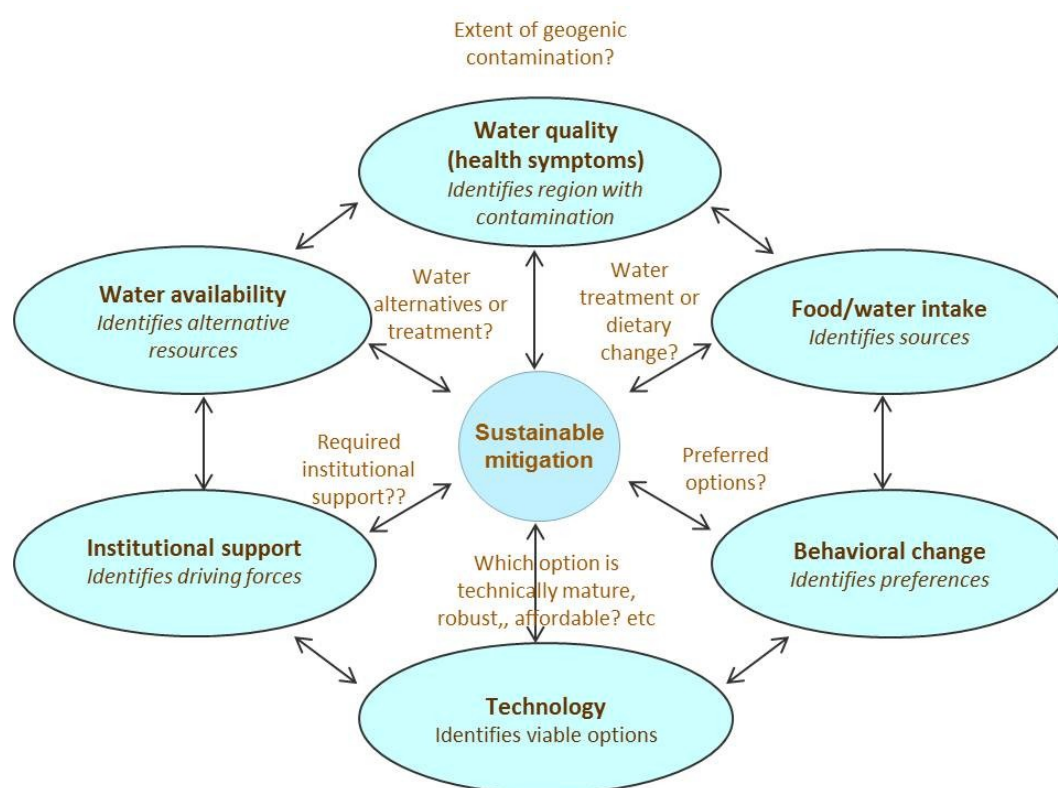 Extent of geogenic
contamination?
Water quality
(health symptoms)
Identifies region with
contamination
Water availability
Identifies alternative
resources
Water
alternatives or
treatment?
Water
treatment or
dietary
change?
Food/water intake
Identifies sources
Sustainable
mitigation
Required
institutional
support??
Preferred
options?
Institutional support
Identifies driving forces
Which option is
technically mature,
robust,, affordable? etc
Behavioral change
Identifies preferences
Technology
Identifies viable options